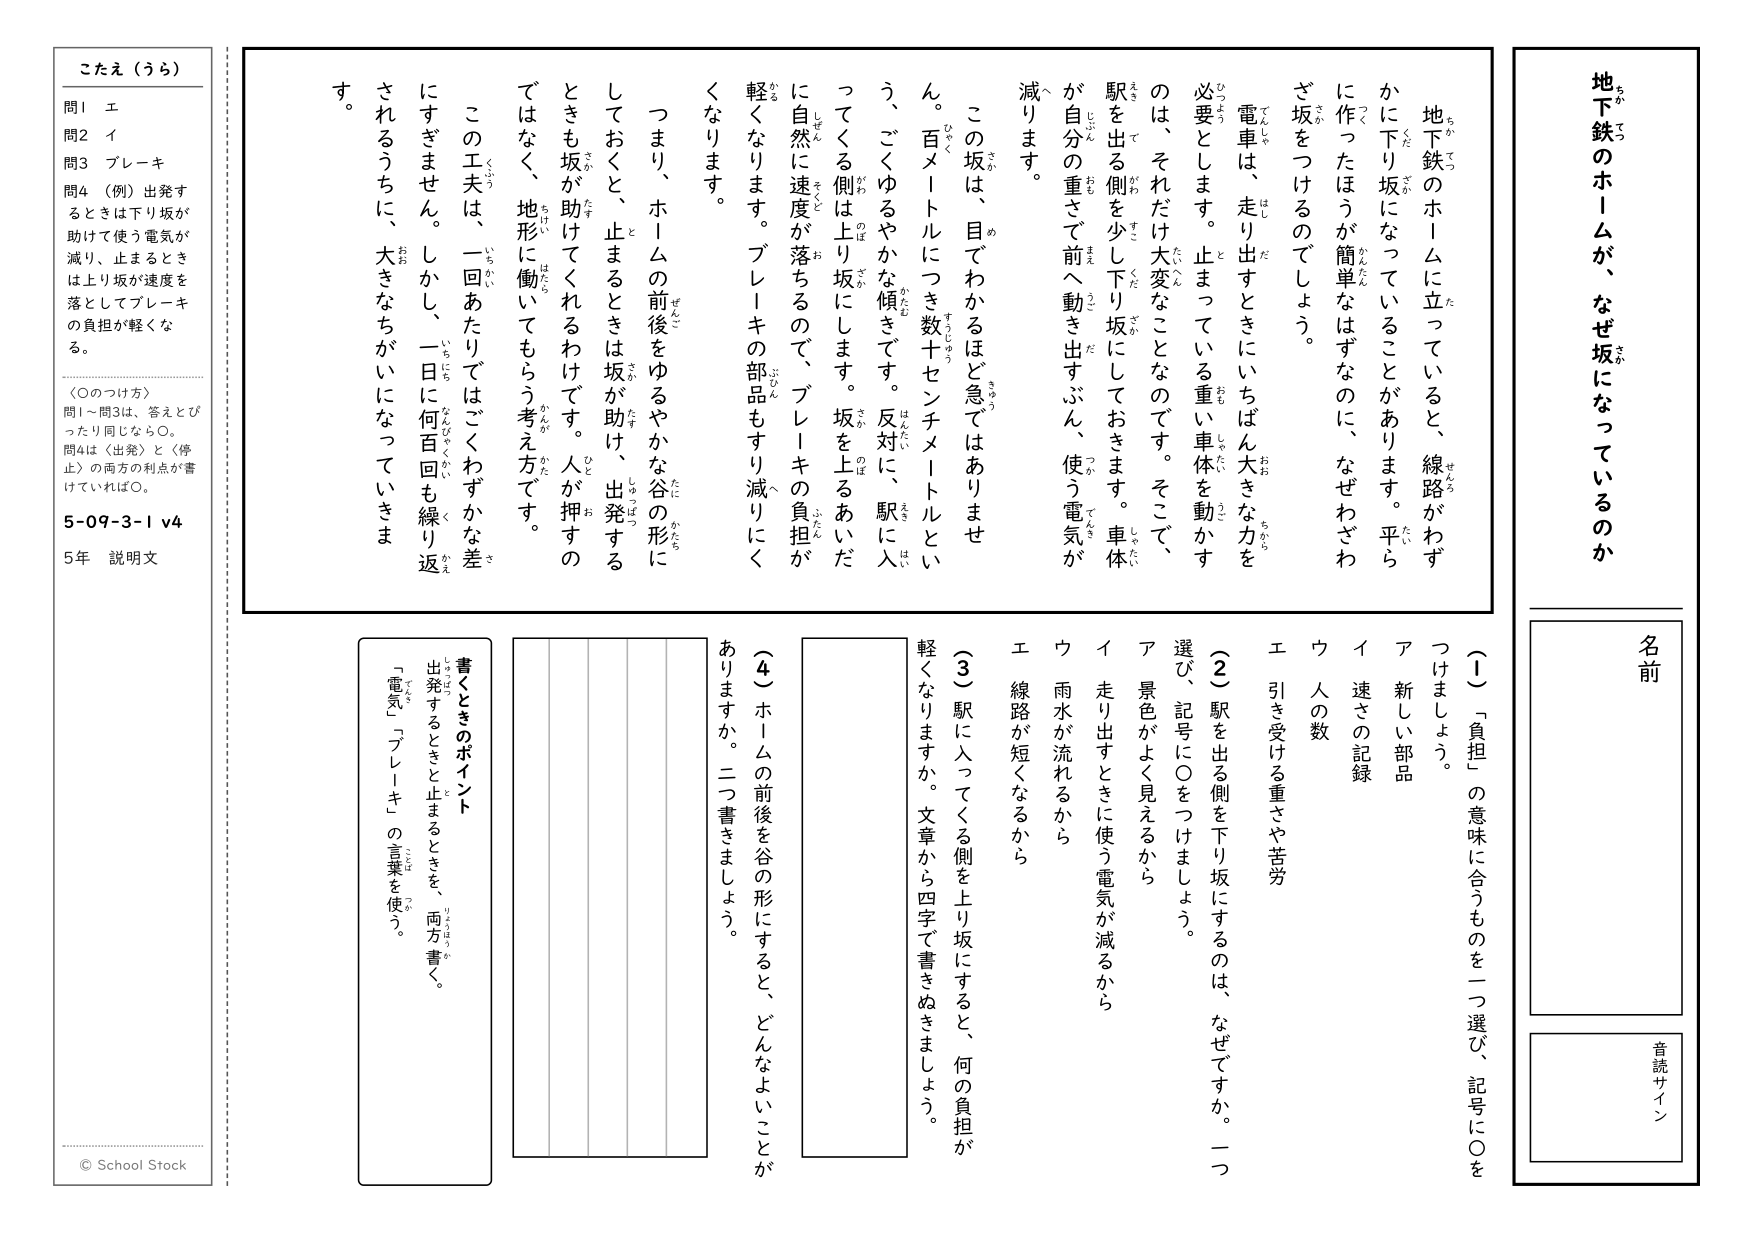 地下鉄のホームが、なぜ坂になっているのか
名前
音読サイン
地下鉄のホームに立っていると、線路がわず
かに下り坂になっていることがあります。平ら
に作ったほうが簡単なはずなのに、なぜわざわ
ざ坂をつけるのでしょう。
電車は、走り出すときにいちばん大きな力を
必要とします。止まっている重い車体を動かす
のは、それだけ大変なことなのです。そこで、
駅を出る側を少し下り坂にしておきます。車体
が自分の重さで前へ動き出すぶん、使う電気が
減ります。
この坂は、目でわかるほど急ではありませ
ん。百メートルにつき数十センチメートルとい
う、ごくゆるやかな傾きです。反対に、駅に入
ってくる側は上り坂にします。坂を上るあいだ
に自然に速度が落ちるので、ブレーキの負担が
軽くなります。ブレーキの部品もすり減りにく
くなります。
つまり、ホームの前後をゆるやかな谷の形に
しておくと、止まるときは坂が助け、出発する
ときも坂が助けてくれるわけです。人が押すの
ではなく、地形に働いてもらう考え方です。
この工夫は、一回あたりではごくわずかな差
にすぎません。しかし、一日に何百回も繰り返
されるうちに、大きなちがいになっていきま
す。
（1）「負担」の意味に合うものを一つ選び、記号に〇を
つけましょう。
ア　新しい部品
イ　速さの記録
ウ　人の数
エ　引き受ける重さや苦労
（2）駅を出る側を下り坂にするのは、なぜですか。一つ
選び、記号に〇をつけましょう。
ア　景色がよく見えるから
イ　走り出すときに使う電気が減るから
ウ　雨水が流れるから
エ　線路が短くなるから
（3）駅に入ってくる側を上り坂にすると、何の負担が
軽くなりますか。文章から四字で書きぬきましょう。
（4）ホームの前後を谷の形にすると、どんなよいことが
ありますか。二つ書きましょう。
書くときのポイント
出発するときと止まるときを、両方書く。
「電気」「ブレーキ」の言葉を使う。
こたえ（うら）
問1　エ
問2　イ
問3　ブレーキ
問4　（例）出発す
るときは下り坂が
助けて使う電気が
減り、止まるとき
は上り坂が速度を
落としてブレーキ
の負担が軽くな
る。
〈〇のつけ方〉
問1～問3は、答えとぴ
ったり同じなら〇。
問4は〈出発〉と〈停
止〉の両方の利点が書
けていれば〇。
5-09-3-1 v4
5年　説明文
© School Stock